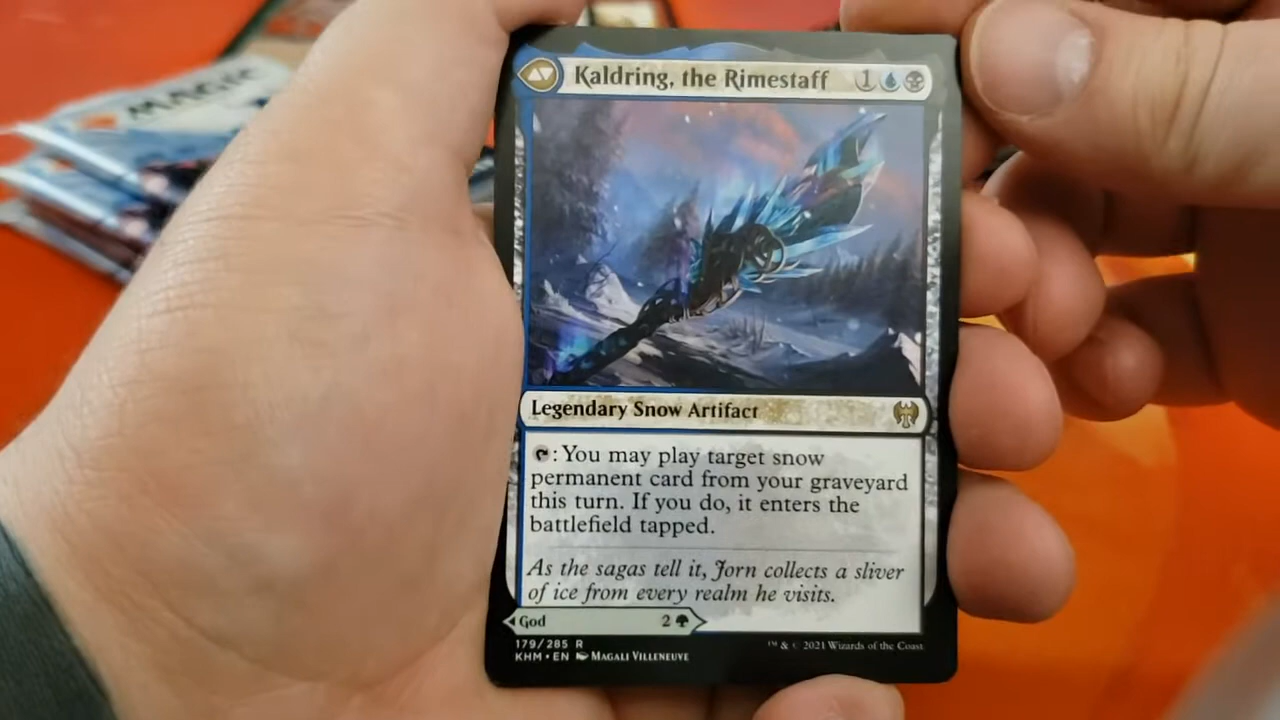 MAGIC
Kaldring, the Rimestaff 1
Legendary Snow Artifact
: You may play target snow
permanent card from your graveyard
this turn. If you do, it enters the
battlefield tapped.
As the sagas tell it, Jorn collects a sliver
of ice from every realm he visits.
God 2
179/285 R
KHM • EN MAGALI VILLENEUVE
™ & © 2021 Wizards of the Coast